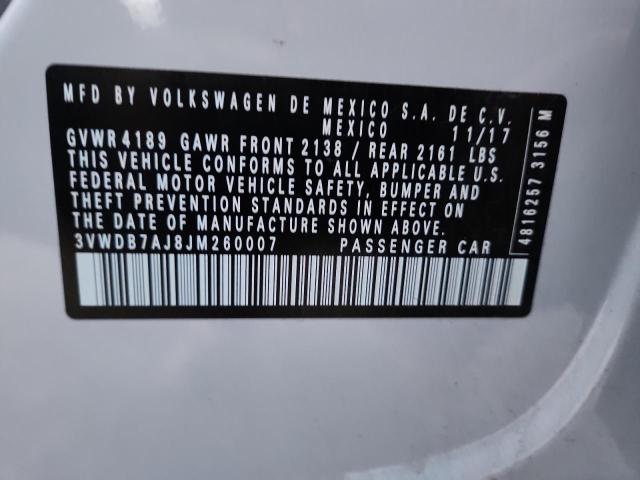 MFD BY VOLKSWAGEN DE MEXICO S.A. DE C.V.
MEXICO 11/17
GVWR 4189 GAWR FRONT 2138 / REAR 2161 LBS
THIS VEHICLE CONFORMS TO ALL APPLICABLE U.S.
FEDERAL MOTOR VEHICLE SAFETY, BUMPER AND
THEFT PREVENTION STANDARDS IN EFFECT ON
THE DATE OF MANUFACTURE SHOWN ABOVE.
3VWDB7AJ8JM260007 PASSENGER CAR
4816257 3156 M